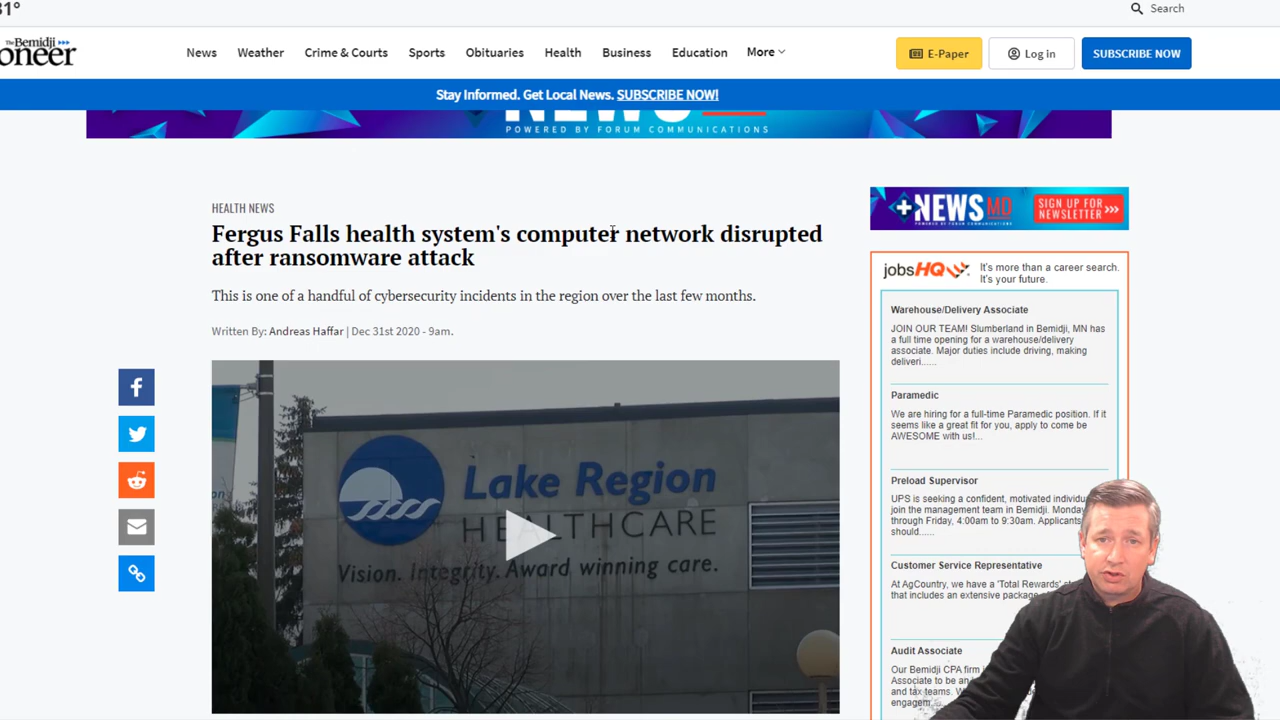 31°
Search
The Bemidji
oneer
News Weather Crime & Courts Sports Obituaries Health Business Education More
E-Paper
Log in
SUBSCRIBE NOW
Stay Informed. Get Local News. SUBSCRIBE NOW!
NEWS
POWERED BY FORUM COMMUNICATIONS
HEALTH NEWS
Fergus Falls health system's computer network disrupted
after ransomware attack
This is one of a handful of cybersecurity incidents in the region over the last few months.
Written By: Andreas Haffar | Dec 31st 2020 - 9am.
Lake Region
HEALTHCARE
Vision. Integrity. Award winning care.
+NEWSMD
POWERED BY FORUM COMMUNICATIONS
SIGN UP FOR
NEWSLETTER >>>
jobsHQ
It's more than a career search.
It's your future.
Warehouse/Delivery Associate
JOIN OUR TEAM! Slumberland in Bemidji, MN has
a full time opening for a warehouse/delivery
associate. Major duties include driving, making
deliveri......
Paramedic
We are hiring for a full-time Paramedic position. If it
seems like a great fit for you, apply to come be
AWESOME with us!...
Preload Supervisor
UPS is seeking a confident, motivated individu
join the management team in Bemidji. Monda
through Friday, 4:00am to 9:30am. Applicants
should......
Customer Service Representative
At AgCountry, we have a 'Total Rewards' s
that includes an extensive package
Audit Associate
Our Bemidji CPA firm
Associate to be an
and tax teams. W
engagem